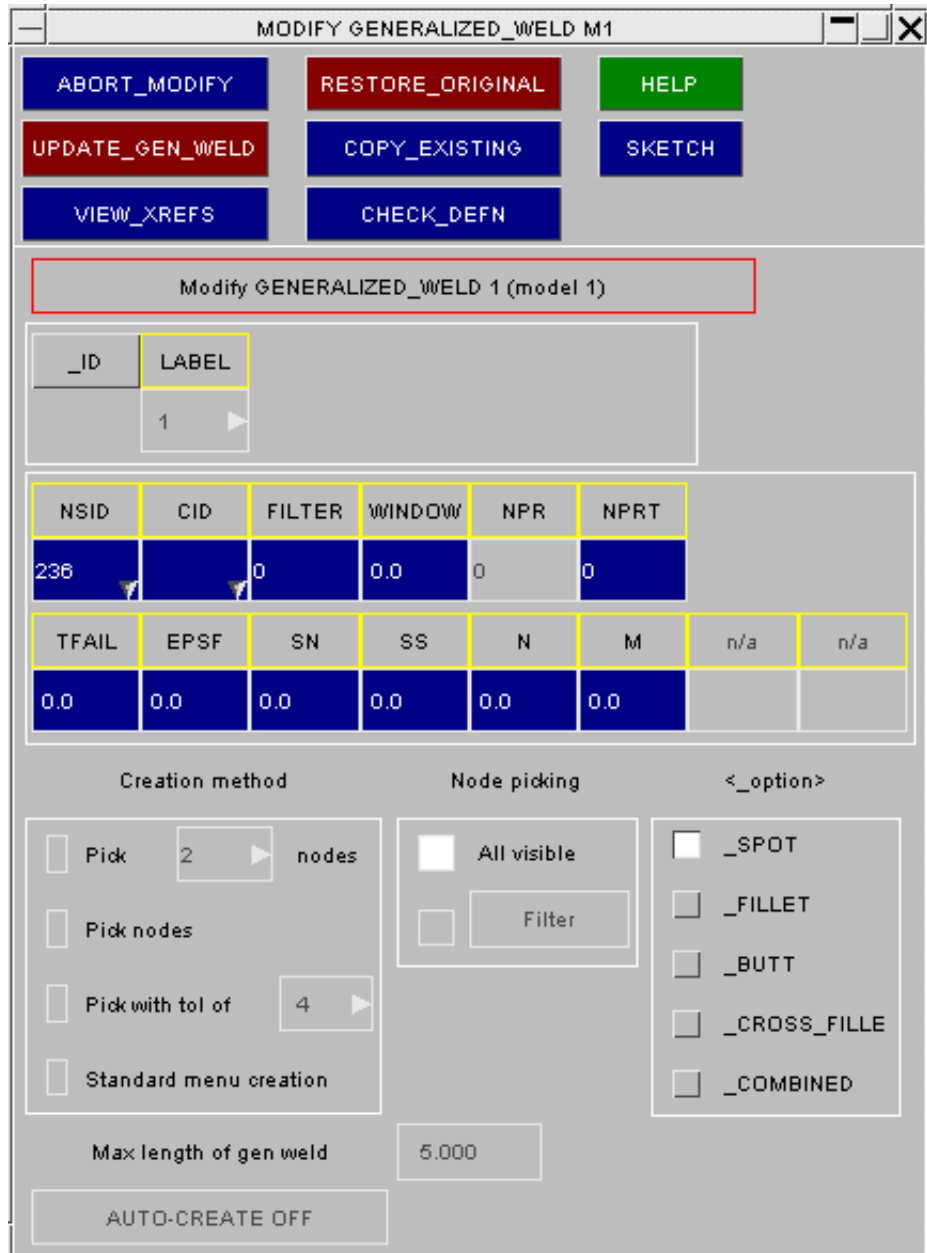 MODIFY GENERALIZED_WELD M1
ABORT_MODIFY RESTORE_ORIGINAL HELP
UPDATE_GEN_WELD COPY_EXISTING SKETCH
VIEW_XREFS CHECK_DEFN
Modify GENERALIZED_WELD 1 (model 1)
_ID LABEL
1
NSID CID FILTER WINDOW NPR NPRT
236 0 0.0 0 0
TFAIL EPSF SN SS N M n/a n/a
0.0 0.0 0.0 0.0 0.0 0.0
Creation method Node picking <_option>
Pick 2 nodes All visible _SPOT
Filter _FILLET
Pick nodes
_BUTT
Pick with tol of 4 _CROSS_FILLE
Standard menu creation _COMBINED
Max length of gen weld 5.000
AUTO-CREATE OFF